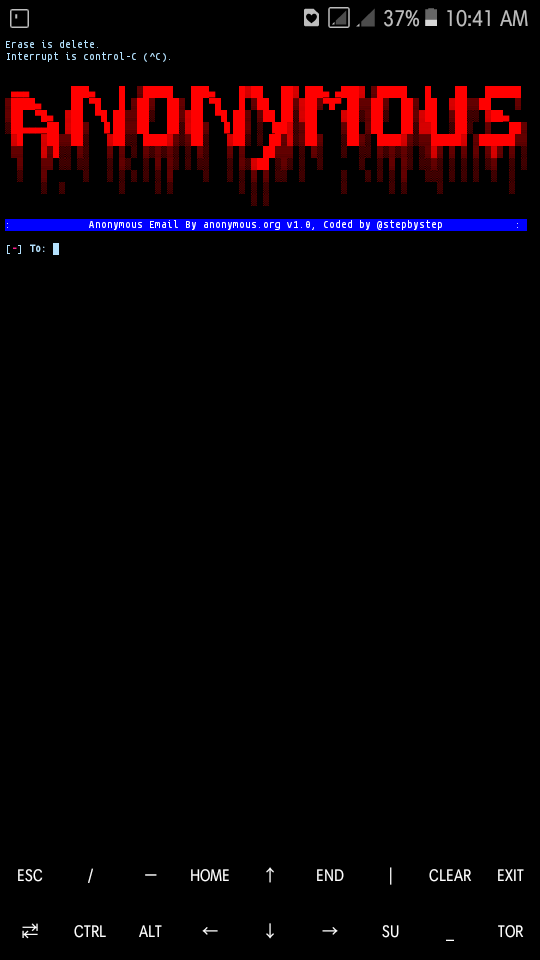 37% 10:41 AM
Erase is delete.
Interrupt is control-C (^C).
ANONYMOUS
: Anonymous Email By anonymous.org v1.0, Coded by @stepbystep :
[-] To:
ESC / — HOME ↑ END | CLEAR EXIT
⇄ CTRL ALT ← ↓ → SU _ TOR